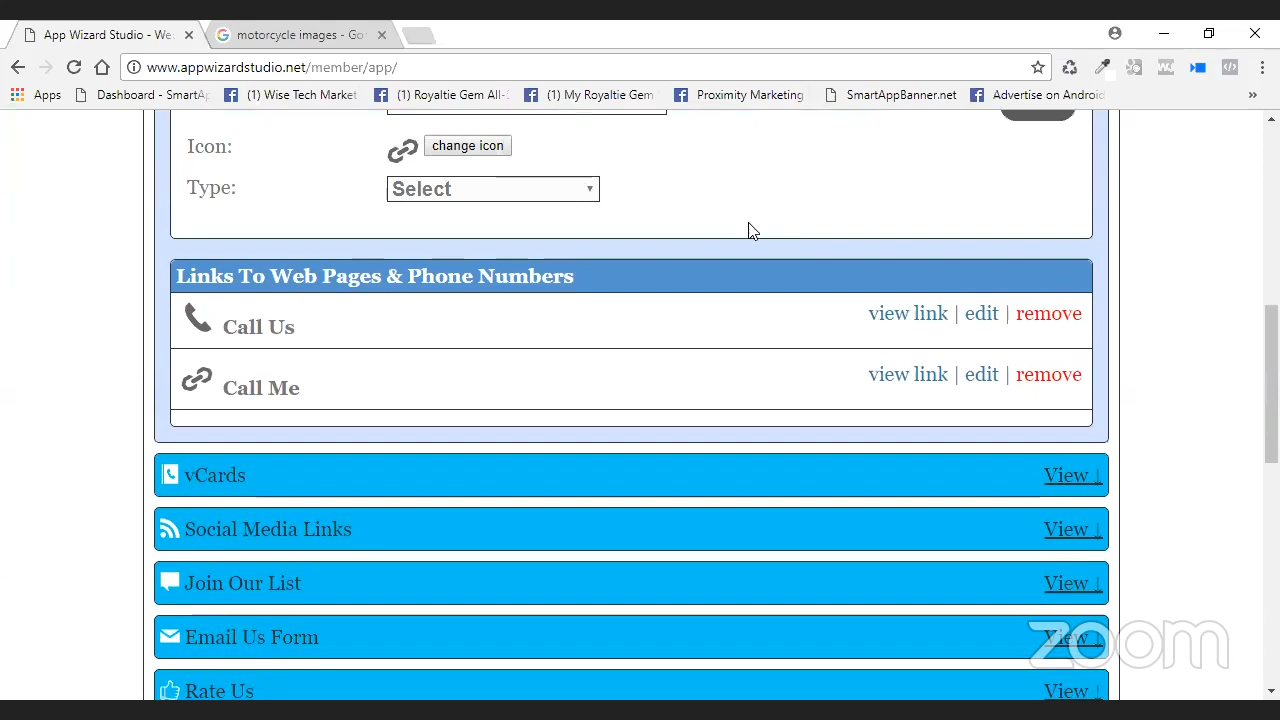 App Wizard Studio - We
motorcycle images - Go
www.appwizardstudio.net/member/app/
Apps
Dashboard - SmartAp
(1) Wise Tech Market
(1) Royaltie Gem All-S
(1) My Royaltie Gem
Proximity Marketing
SmartAppBanner.net
Advertise on Android
»
Icon:
change icon
Type:
Select
Links To Web Pages & Phone Numbers
Call Us
view link | edit | remove
Call Me
view link | edit | remove
vCards
View ↓
Social Media Links
View ↓
Join Our List
View ↓
Email Us Form
View ↓
Rate Us
View ↓
zoom